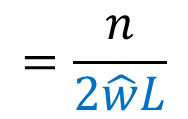 = n / 2ŵL